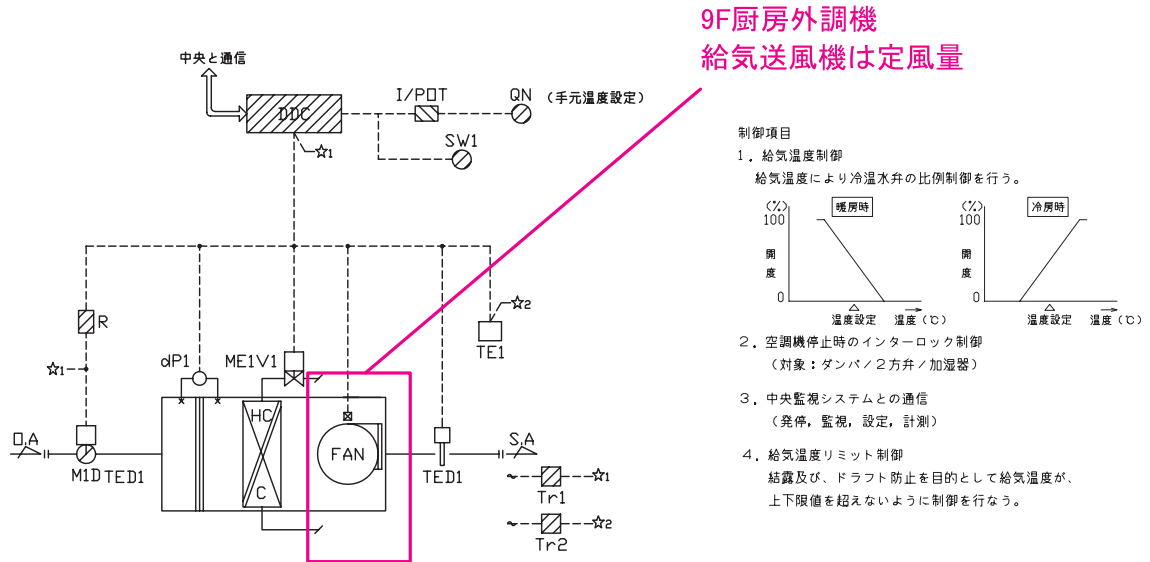 9F厨房外調機
給気送風機は定風量
中央と通信
DDC
I/POT
QN
（手元温度設定）
SW1
☆1
R
☆1
dP1
ME1V1
TE1
☆2
HC
C
FAN
O.A
M1D
TED1
TED1
S.A
Tr1
☆1
Tr2
☆2
制御項目
1．給気温度制御
給気温度により冷温水弁の比例制御を行う。
(%)
100
暖房時
開
度
0
温度設定
温度（℃）
(%)
100
冷房時
開
度
0
温度設定
温度（℃）
2．空調機停止時のインターロック制御
（対象：ダンパ／2方弁／加湿器）
3．中央監視システムとの通信
（発停，監視，設定，計測）
4．給気温度リミット制御
結露及び、ドラフト防止を目的として給気温度が、
上下限値を超えないように制御を行なう。